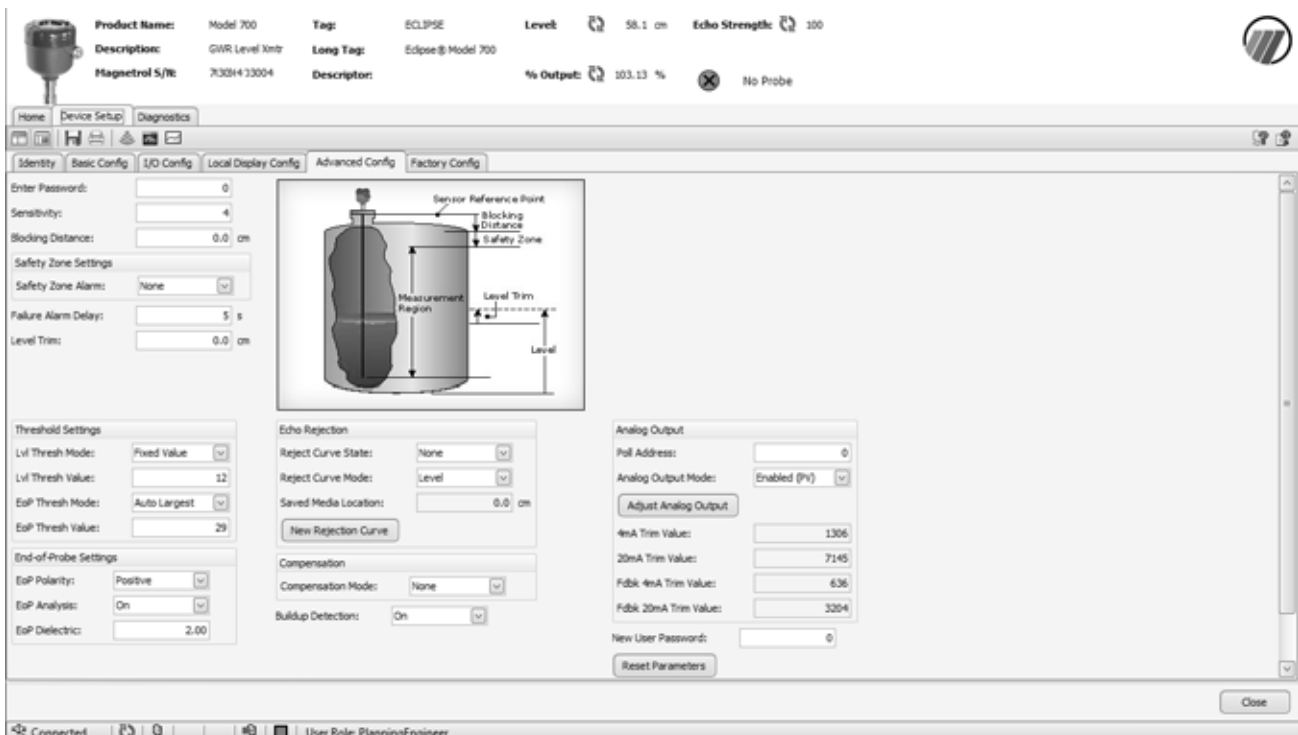 Product Name: Model 700 Tag: ECLIPSE Level: 58.1 cm Echo Strength: 100
Description: GWR Level Xmtr Long Tag: Eclipse® Model 700
Magnetrol S/N: Descriptor: % Output: 103.13 % No Probe
Home Device Setup Diagnostics
Identity Basic Config I/O Config Local Display Config Advanced Config Factory Config
Enter Password: 0
Sensitivity: 4
Blocking Distance: 0.0 cm
Safety Zone Settings
Safety Zone Alarm: None
Failure Alarm Delay: 5 s
Level Trim: 0.0 cm
Sensor Reference Point
Blocking
Distance
Safety Zone
Measurement
Region
Level Trim
Level
Threshold Settings
Lvl Thresh Mode: Fixed Value
Lvl Thresh Value: 12
EoP Thresh Mode: Auto Largest
EoP Thresh Value: 29
End-of-Probe Settings
EoP Polarity: Positive
EoP Analysis: On
EoP Dielectric: 2.00
Echo Rejection
Reject Curve State: None
Reject Curve Mode: Level
Saved Media Location: 0.0 cm
New Rejection Curve
Compensation
Compensation Mode: None
Buildup Detection: On
Analog Output
Poll Address: 0
Analog Output Mode: Enabled (PV)
Adjust Analog Output
4mA Trim Value: 1306
20mA Trim Value: 7145
Fdbk 4mA Trim Value: 636
Fdbk 20mA Trim Value: 3204
New User Password: 0
Reset Parameters
Close
Connected User Role: PlanningEngineer